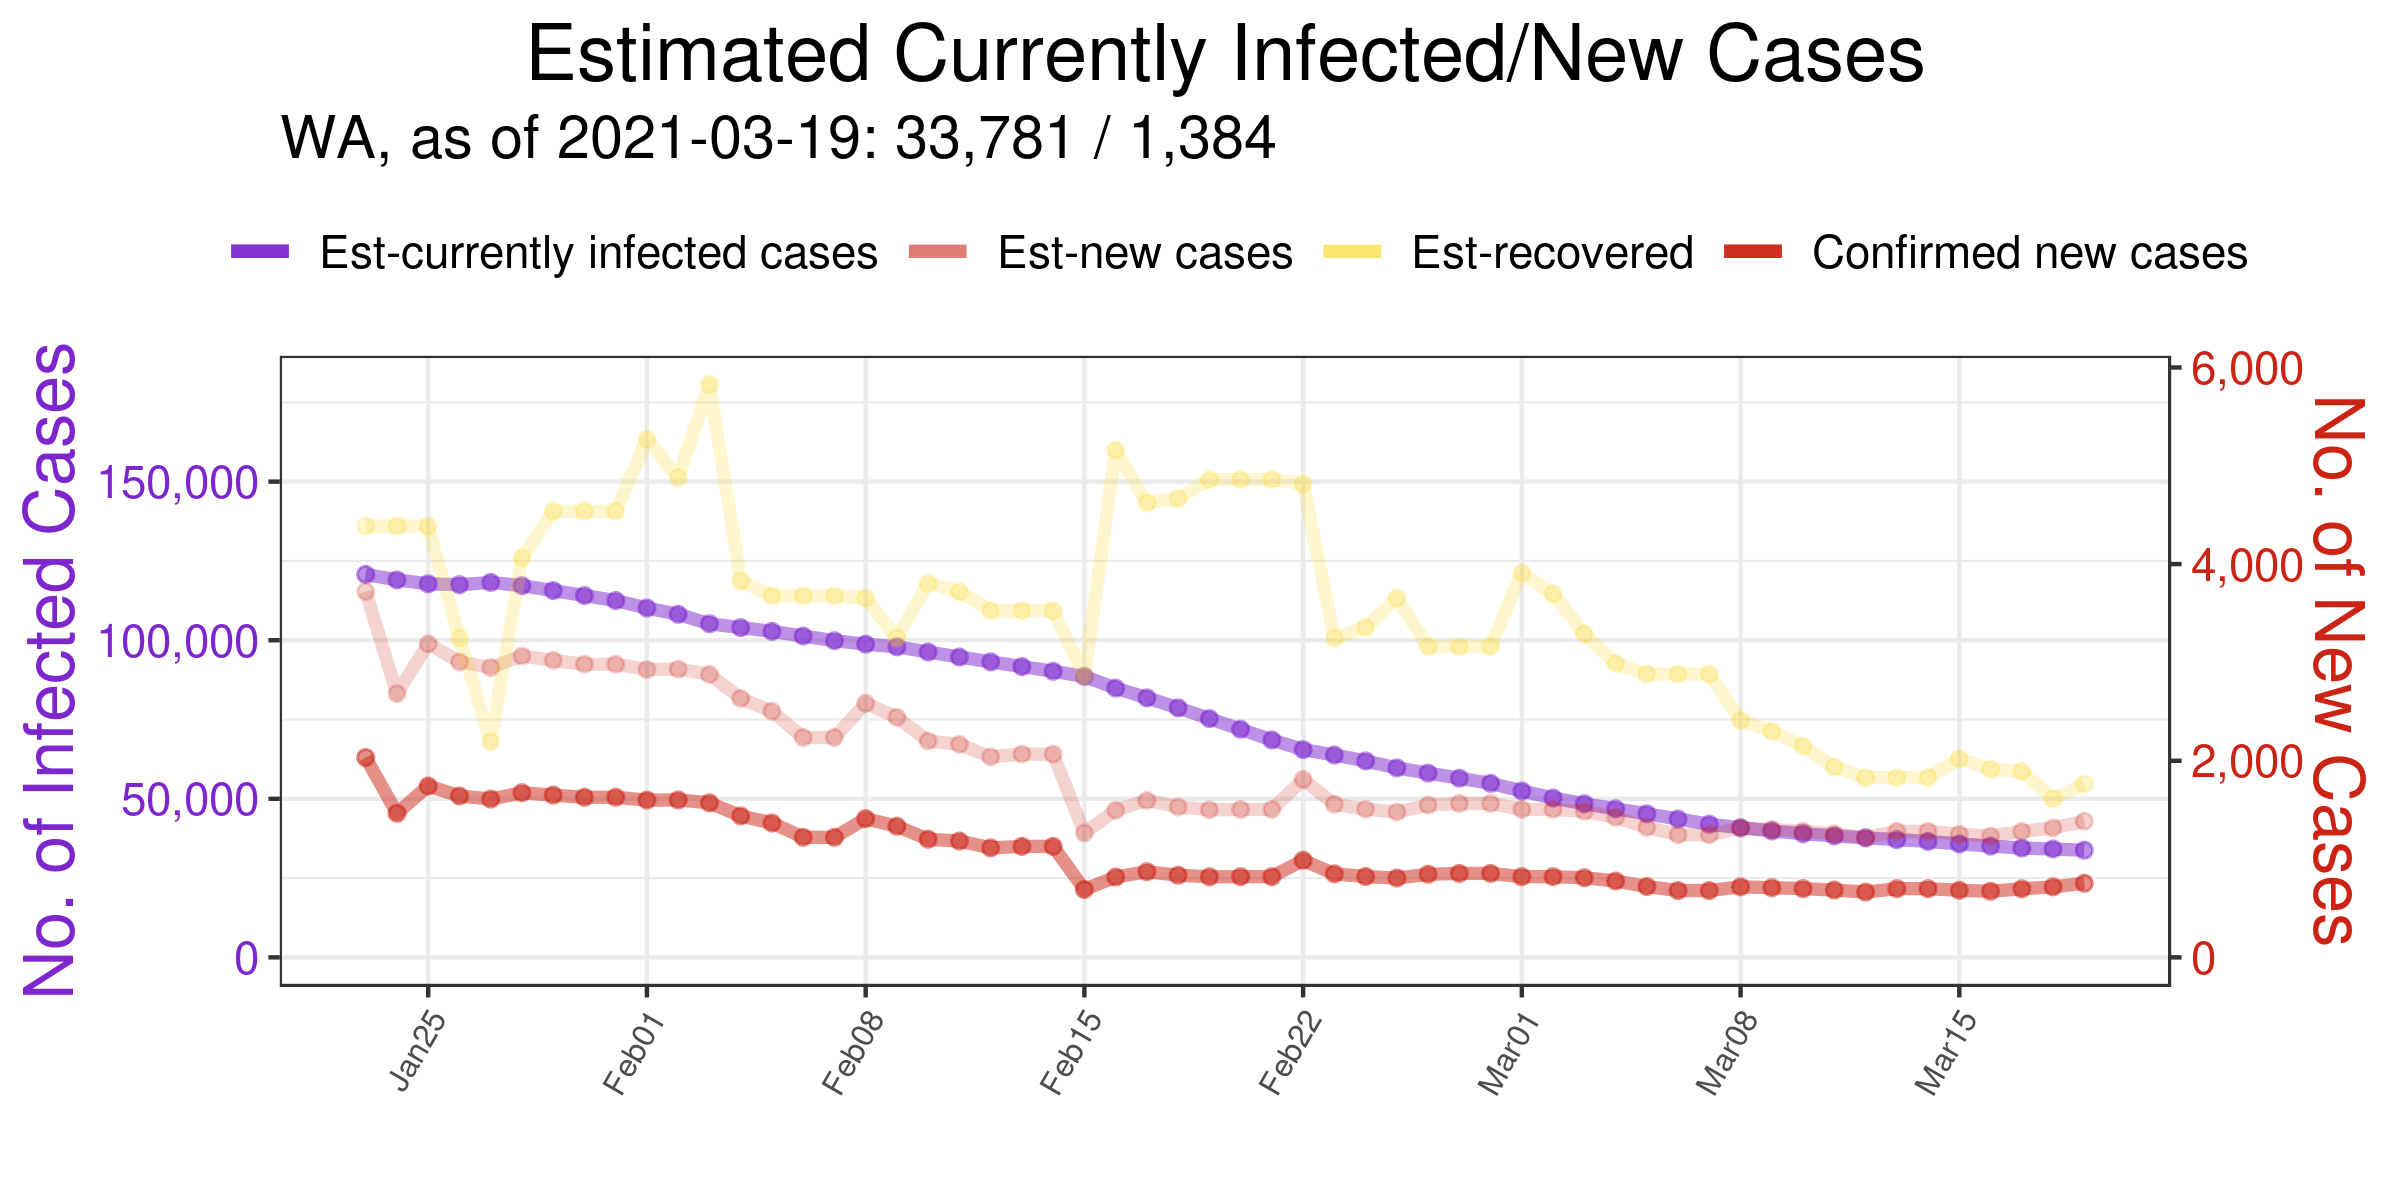 Estimated Currently Infected/New Cases
WA, as of 2021-03-19: 33,781 / 1,384
Est-currently infected cases Est-new cases Est-recovered Confirmed new cases
No. of Infected Cases
150,000
100,000
50,000
0
6,000
4,000
2,000
0
No. of New Cases
Jan25 Feb01 Feb08 Feb15 Feb22 Mar01 Mar08 Mar15